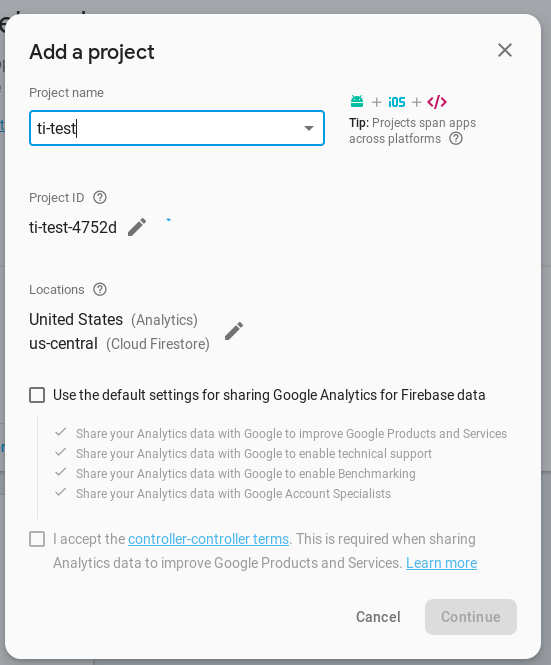 Add a project
Project name
ti-test
+ iOS + </>
Tip: Projects span apps
across platforms
Project ID
ti-test-4752d
Locations
United States (Analytics)
us-central (Cloud Firestore)
Use the default settings for sharing Google Analytics for Firebase data
Share your Analytics data with Google to improve Google Products and Services
Share your Analytics data with Google to enable technical support
Share your Analytics data with Google to enable Benchmarking
Share your Analytics data with Google Account Specialists
I accept the controller-controller terms. This is required when sharing
Analytics data to improve Google Products and Services. Learn more
Cancel
Continue